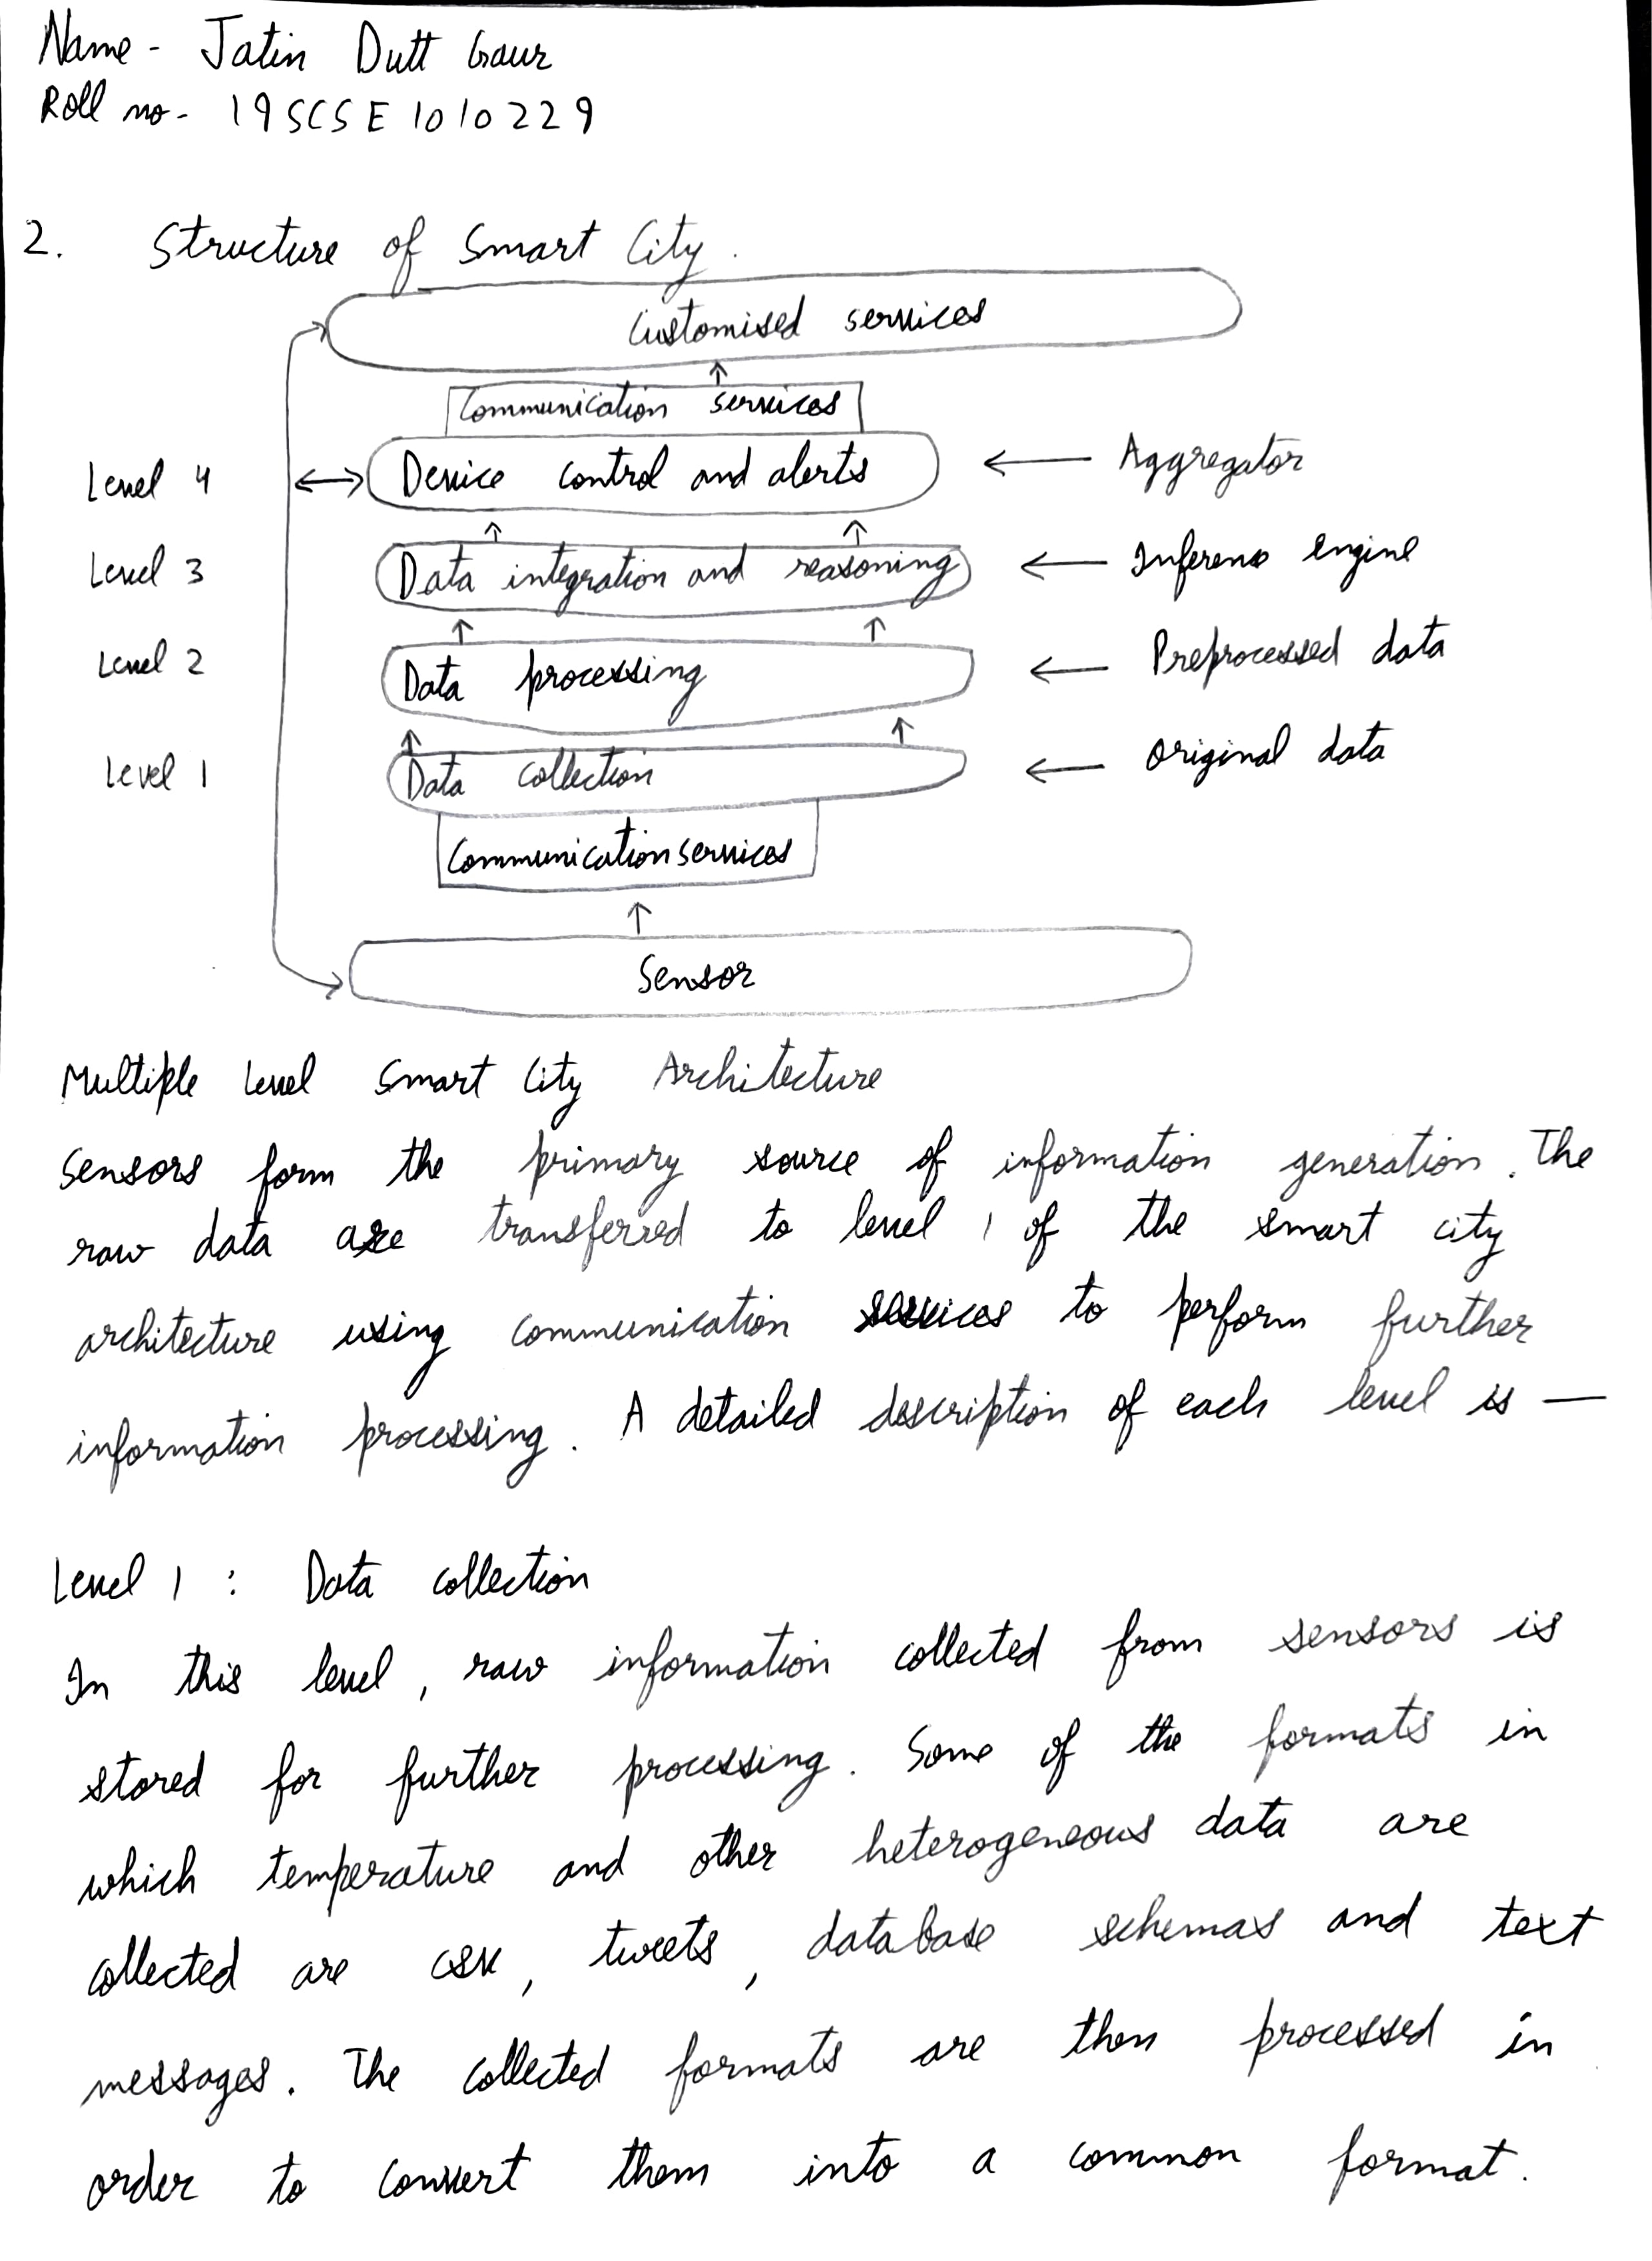 Name - Jatin Dutt Gaur
Roll no- 19SCSE1010229
2. Structure of Smart City.
Customised services
Communication services
Level 4 Device control and alerts Aggregator
Level 3 Data integration and reasoning Inference engine
Level 2 Data processing Preprocessed data
Level 1 Data collection Original data
Communication services
Sensor
Multiple Level Smart City Architecture
Sensors form the primary source of information generation. The
raw data are transferred to level 1 of the smart city
architecture using communication services to perform further
information processing. A detailed description of each level is —
Level 1 : Data collection
In this level, raw information collected from sensors is
stored for further processing. Some of the formats in
which temperature and other heterogeneous data are
collected are csv, tweets, database schemas and text
messages. The collected formats are then processed in
order to convert them into a common format.